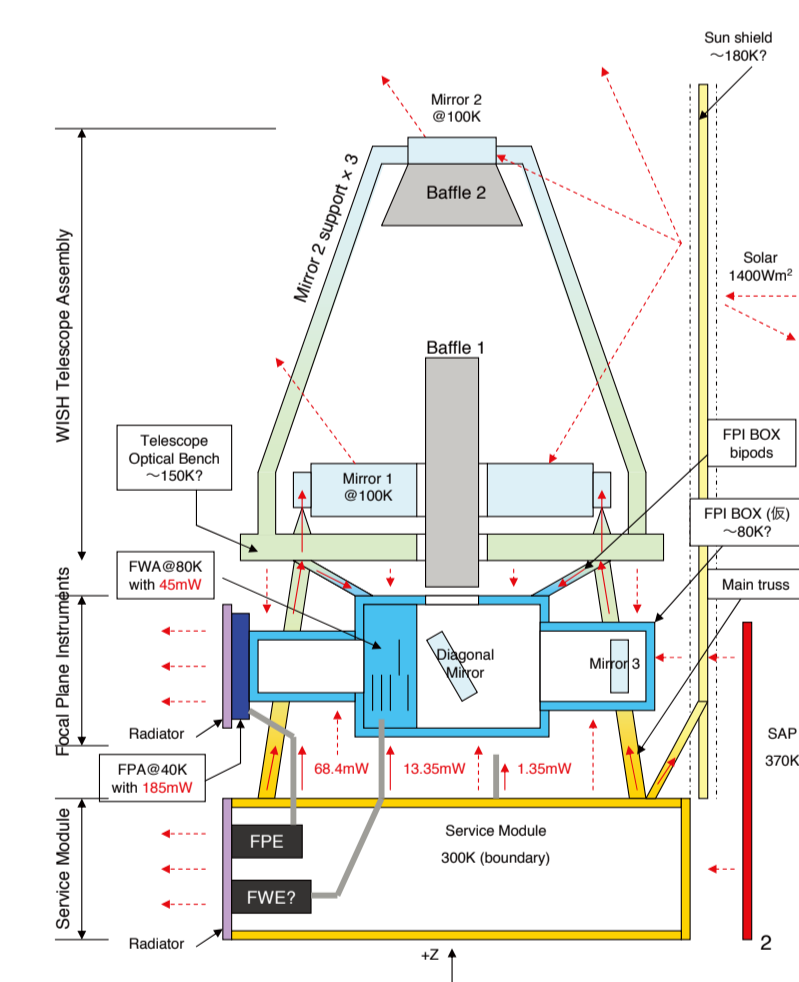 Sun shield
〜180K?
Mirror 2
@100K
Baffle 2
Mirror 2 support × 3
WISH Telescope Assembly
Solar
1400Wm²
Baffle 1
Telescope
Optical Bench
〜150K?
Mirror 1
@100K
FPI BOX
bipods
FPI BOX (仮)
〜80K?
FWA@80K
with 45mW
Main truss
Focal Plane Instruments
Diagonal
Mirror
Mirror 3
Radiator
SAP
370K
FPA@40K
with 185mW
68.4mW
13.35mW
1.35mW
Service Module
FPE
Service Module
300K (boundary)
FWE?
Radiator
+Z
2